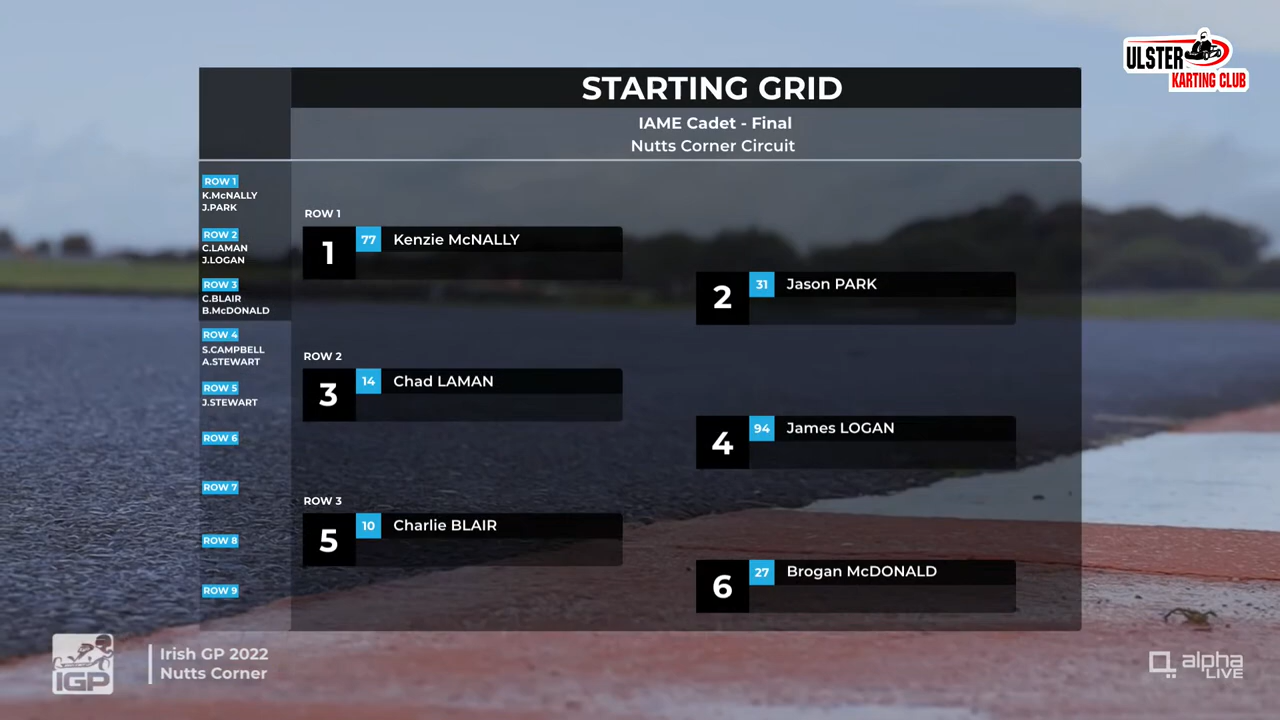 ULSTER
KARTING CLUB
STARTING GRID
IAME Cadet - Final
Nutts Corner Circuit
ROW 1
K.McNALLY
J.PARK
ROW 2
C.LAMAN
J.LOGAN
ROW 3
C.BLAIR
B.McDONALD
ROW 4
S.CAMPBELL
A.STEWART
ROW 5
J.STEWART
ROW 6
ROW 7
ROW 8
ROW 9
ROW 1
1 77 Kenzie McNALLY
2 31 Jason PARK
ROW 2
3 14 Chad LAMAN
4 94 James LOGAN
ROW 3
5 10 Charlie BLAIR
6 27 Brogan McDONALD
IGP
Irish GP 2022
Nutts Corner
alpha
LIVE